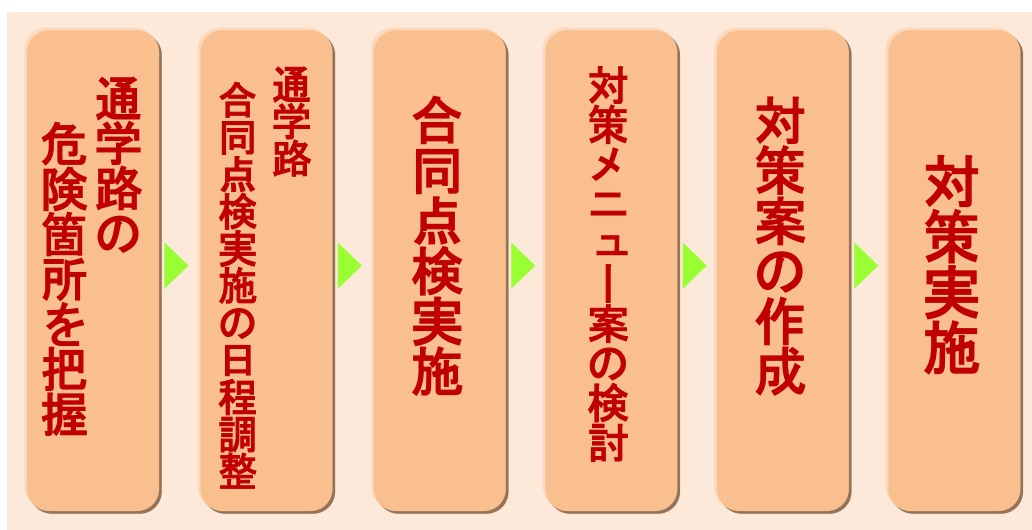 通学路の
危険箇所を把握
通学路
合同点検実施の日程調整
合同点検実施
対策メニュー案の検討
対策案の作成
対策実施